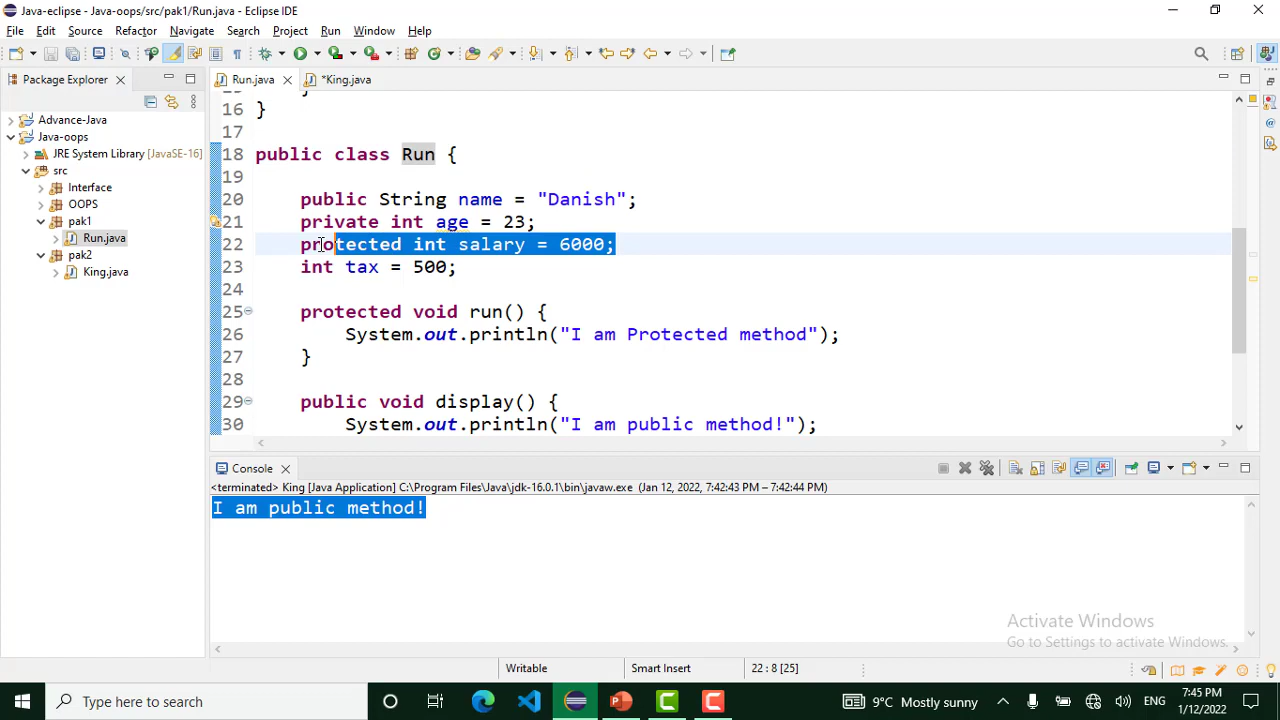 Java-eclipse - Java-oops/src/pak1/Run.java - Eclipse IDE
File Edit Source Refactor Navigate Search Project Run Window Help
Package Explorer
Run.java *King.java
Advance-Java
Java-oops
JRE System Library [JavaSE-16]
src
Interface
OOPS
pak1
Run.java
pak2
King.java
16 }
17
18 public class Run {
19
20 public String name = "Danish";
21 private int age = 23;
22 protected int salary = 6000;
23 int tax = 500;
24
25 protected void run() {
26 System.out.println("I am Protected method");
27 }
28
29 public void display() {
30 System.out.println("I am public method!");
Console
<terminated> King [Java Application] C:\Program Files\Java\jdk-16.0.1\bin\javaw.exe (Jan 12, 2022, 7:42:43 PM – 7:42:44 PM)
I am public method!
Activate Windows
Go to Settings to activate Windows.
Writable Smart Insert 22 : 8 [25]
Type here to search
9°C Mostly sunny
ENG
7:45 PM
1/12/2022